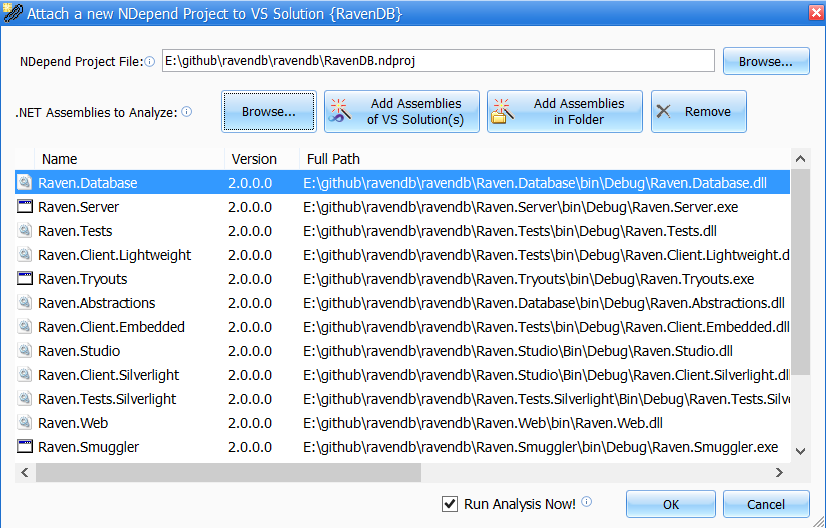 Attach a new NDepend Project to VS Solution {RavenDB}
NDepend Project File: E:\github\ravendb\ravendb\RavenDB.ndproj Browse...
.NET Assemblies to Analyze: Browse... Add Assemblies of VS Solution(s) Add Assemblies in Folder Remove
Name Version Full Path
Raven.Database 2.0.0.0 E:\github\ravendb\ravendb\Raven.Database\bin\Debug\Raven.Database.dll
Raven.Server 2.0.0.0 E:\github\ravendb\ravendb\Raven.Server\bin\Debug\Raven.Server.exe
Raven.Tests 2.0.0.0 E:\github\ravendb\ravendb\Raven.Tests\bin\Debug\Raven.Tests.dll
Raven.Client.Lightweight 2.0.0.0 E:\github\ravendb\ravendb\Raven.Tests\bin\Debug\Raven.Client.Lightweight.d
Raven.Tryouts 2.0.0.0 E:\github\ravendb\ravendb\Raven.Tryouts\bin\Debug\Raven.Tryouts.exe
Raven.Abstractions 2.0.0.0 E:\github\ravendb\ravendb\Raven.Database\bin\Debug\Raven.Abstractions.dll
Raven.Client.Embedded 2.0.0.0 E:\github\ravendb\ravendb\Raven.Tests\bin\Debug\Raven.Client.Embedded.dll
Raven.Studio 2.0.0.0 E:\github\ravendb\ravendb\Raven.Studio\Bin\Debug\Raven.Studio.dll
Raven.Client.Silverlight 2.0.0.0 E:\github\ravendb\ravendb\Raven.Studio\Bin\Debug\Raven.Client.Silverlight.dll
Raven.Tests.Silverlight 2.0.0.0 E:\github\ravendb\ravendb\Raven.Tests.Silverlight\Bin\Debug\Raven.Tests.Silve
Raven.Web 2.0.0.0 E:\github\ravendb\ravendb\Raven.Web\bin\Raven.Web.dll
Raven.Smuggler 2.0.0.0 E:\github\ravendb\ravendb\Raven.Smuggler\bin\Debug\Raven.Smuggler.exe
Run Analysis Now! OK Cancel